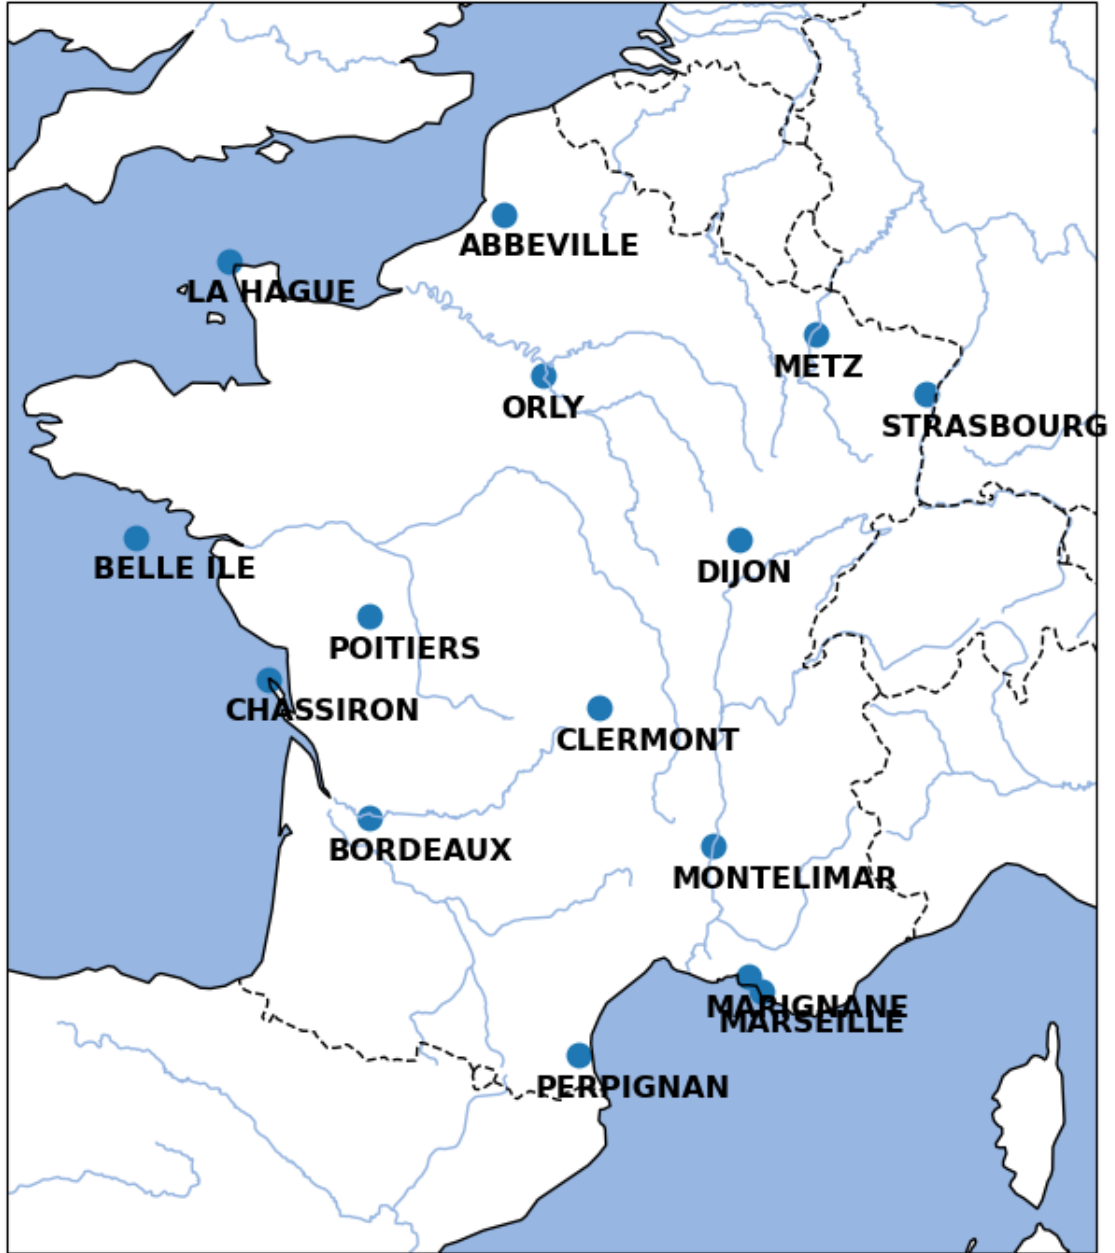 ABBEVILLE
LA HAGUE
METZ
ORLY
STRASBOURG
BELLE ILE
DIJON
POITIERS
CHASSIRON
CLERMONT
BORDEAUX
MONTELIMAR
MARIGNANE
MARSEILLE
PERPIGNAN